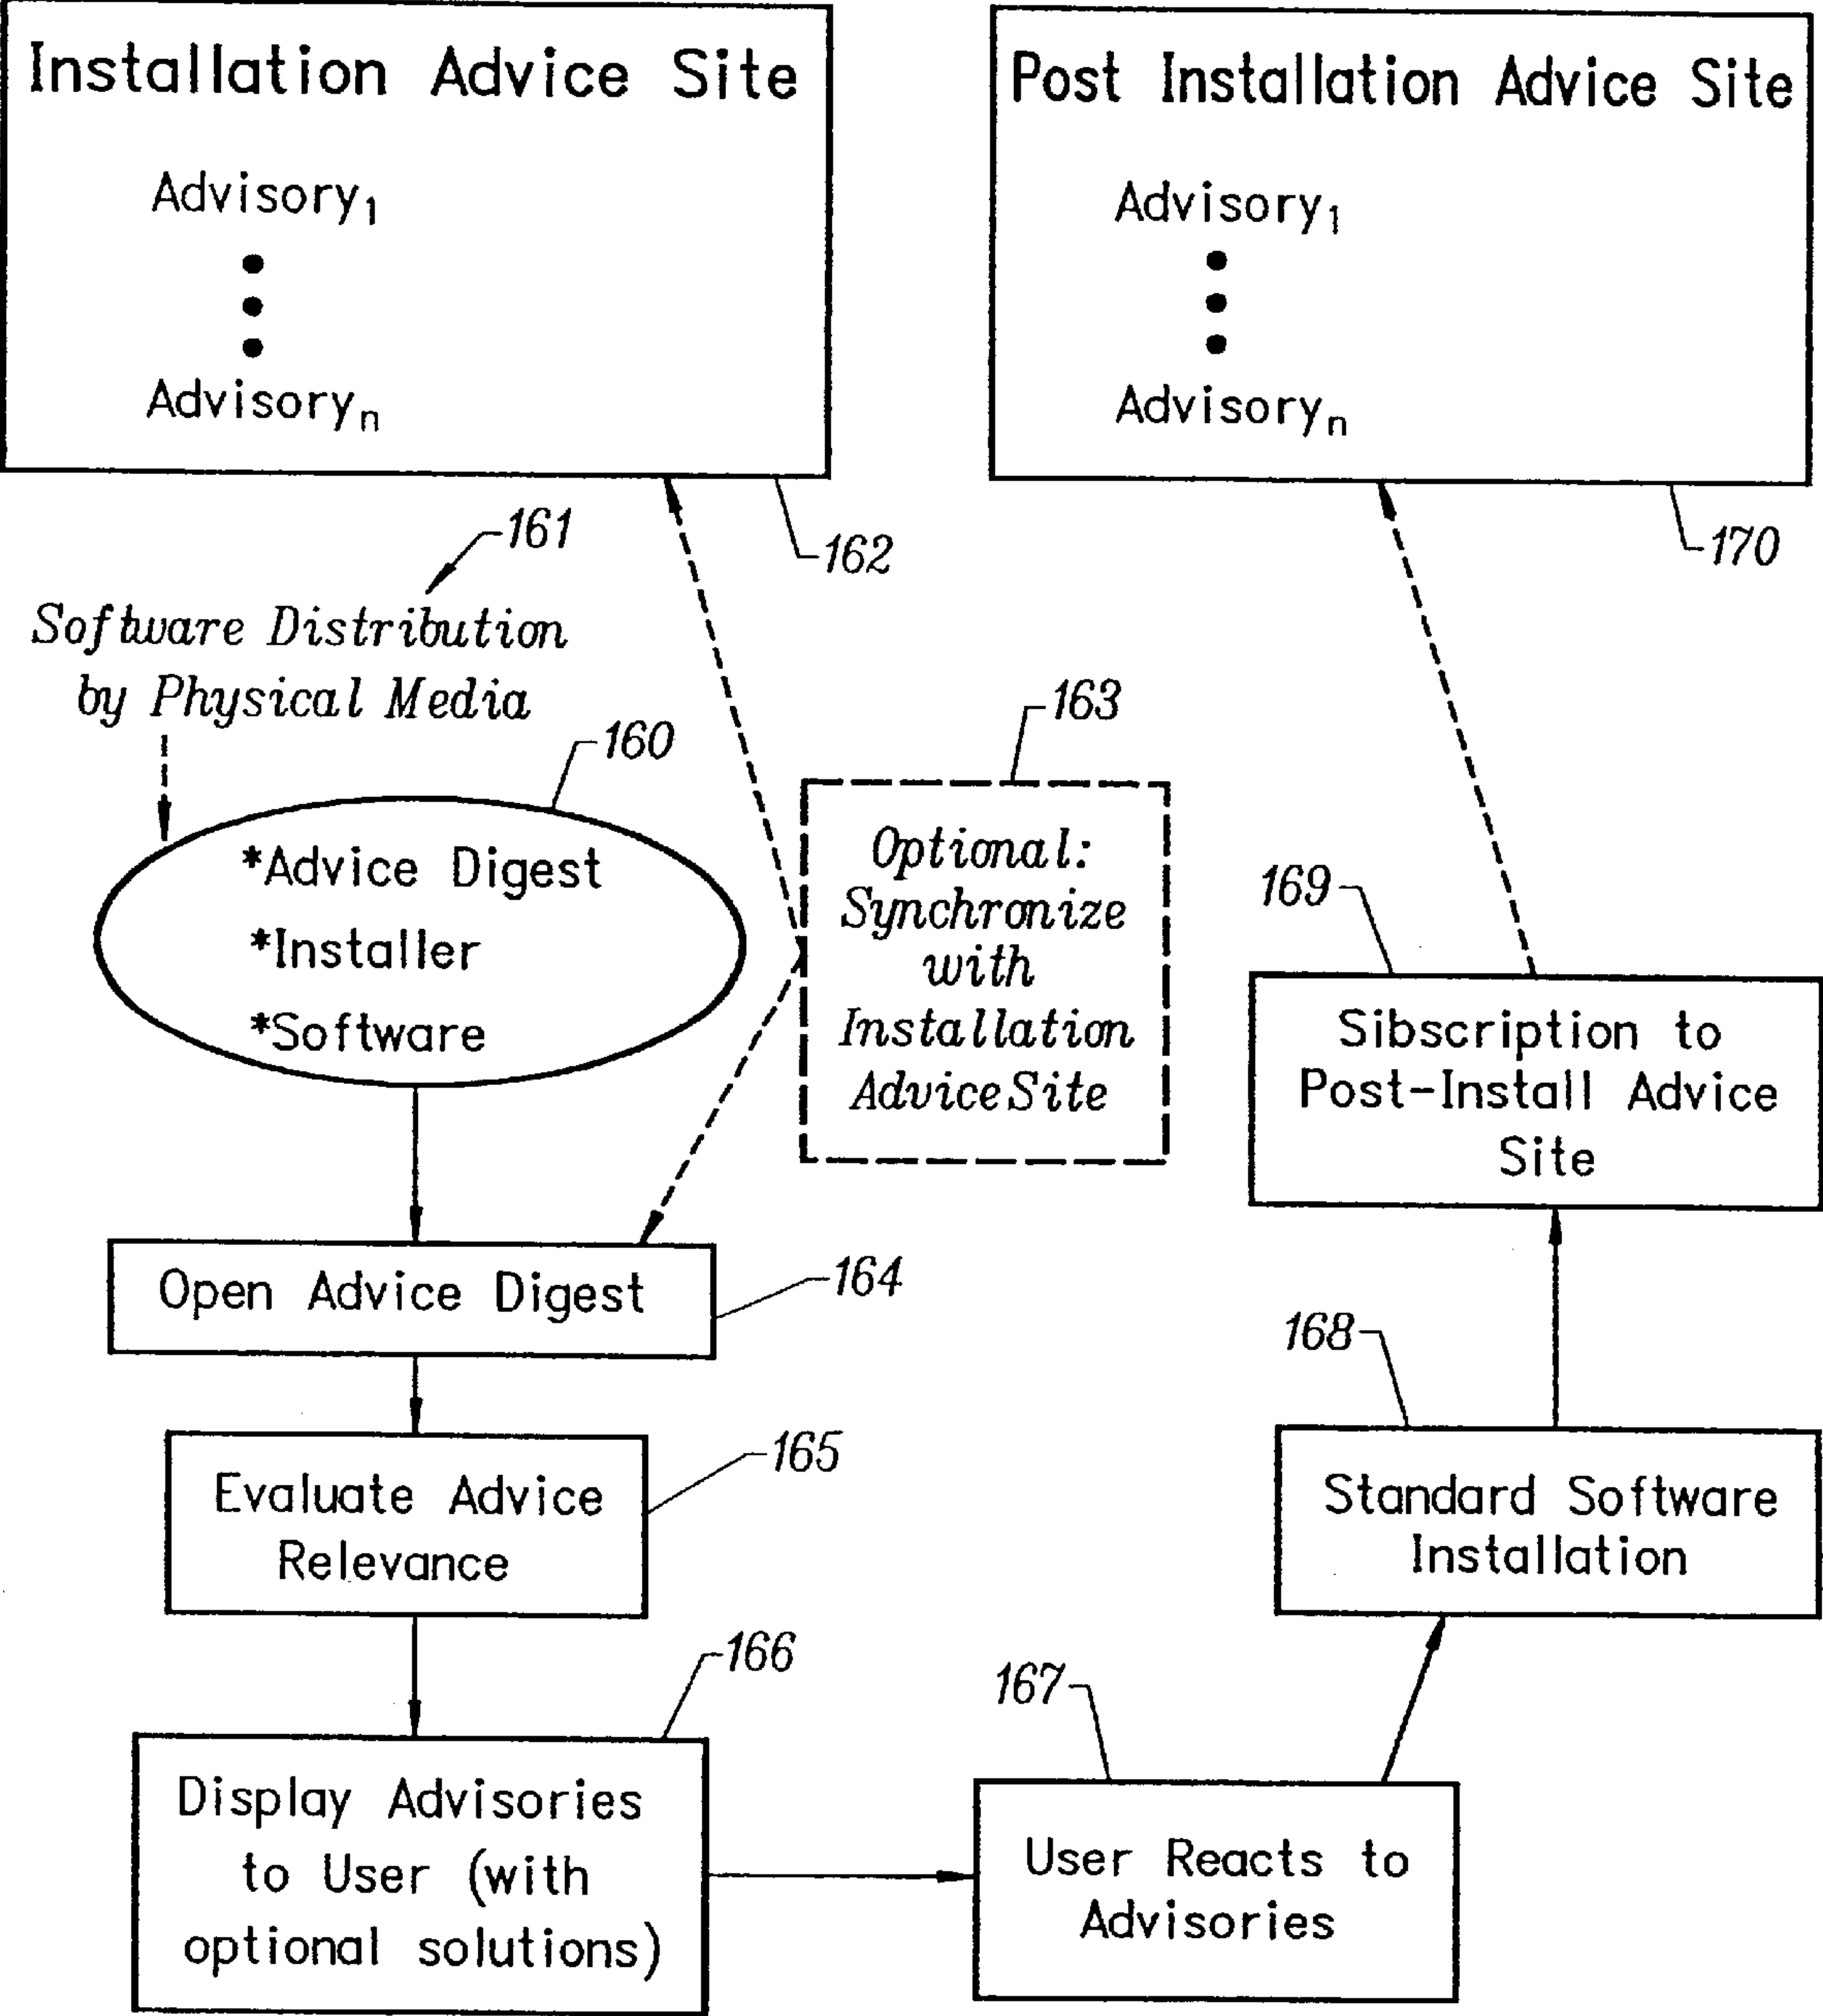 Installation Advice Site
Advisory₁
Advisoryₙ
162
Post Installation Advice Site
Advisory₁
Advisoryₙ
170
161
Software Distribution
by Physical Media
160
*Advice Digest
*Installer
*Software
163
Optional:
Synchronize
with
Installation
Advice Site
164
Open Advice Digest
165
Evaluate Advice
Relevance
166
Display Advisories
to User (with
optional solutions)
167
User Reacts to
Advisories
168
Standard Software
Installation
169
Sibscription to
Post-Install Advice
Site